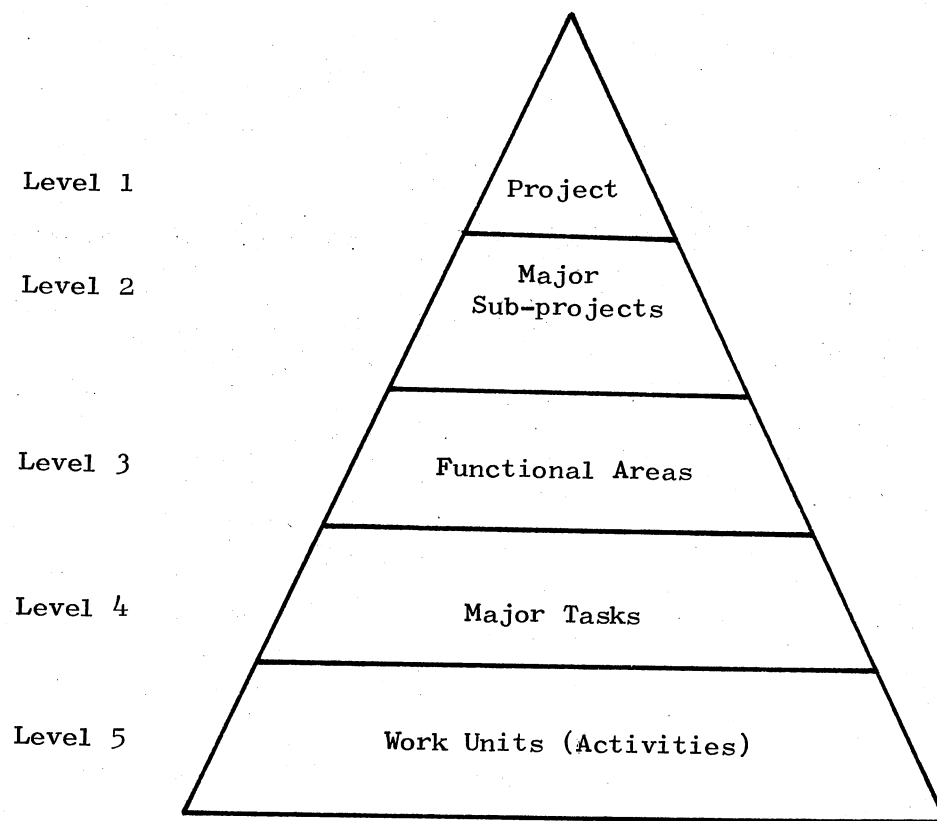 Level 1
Project
Level 2
Major
Sub-projects
Level 3
Functional Areas
Level 4
Major Tasks
Level 5
Work Units (Activities)